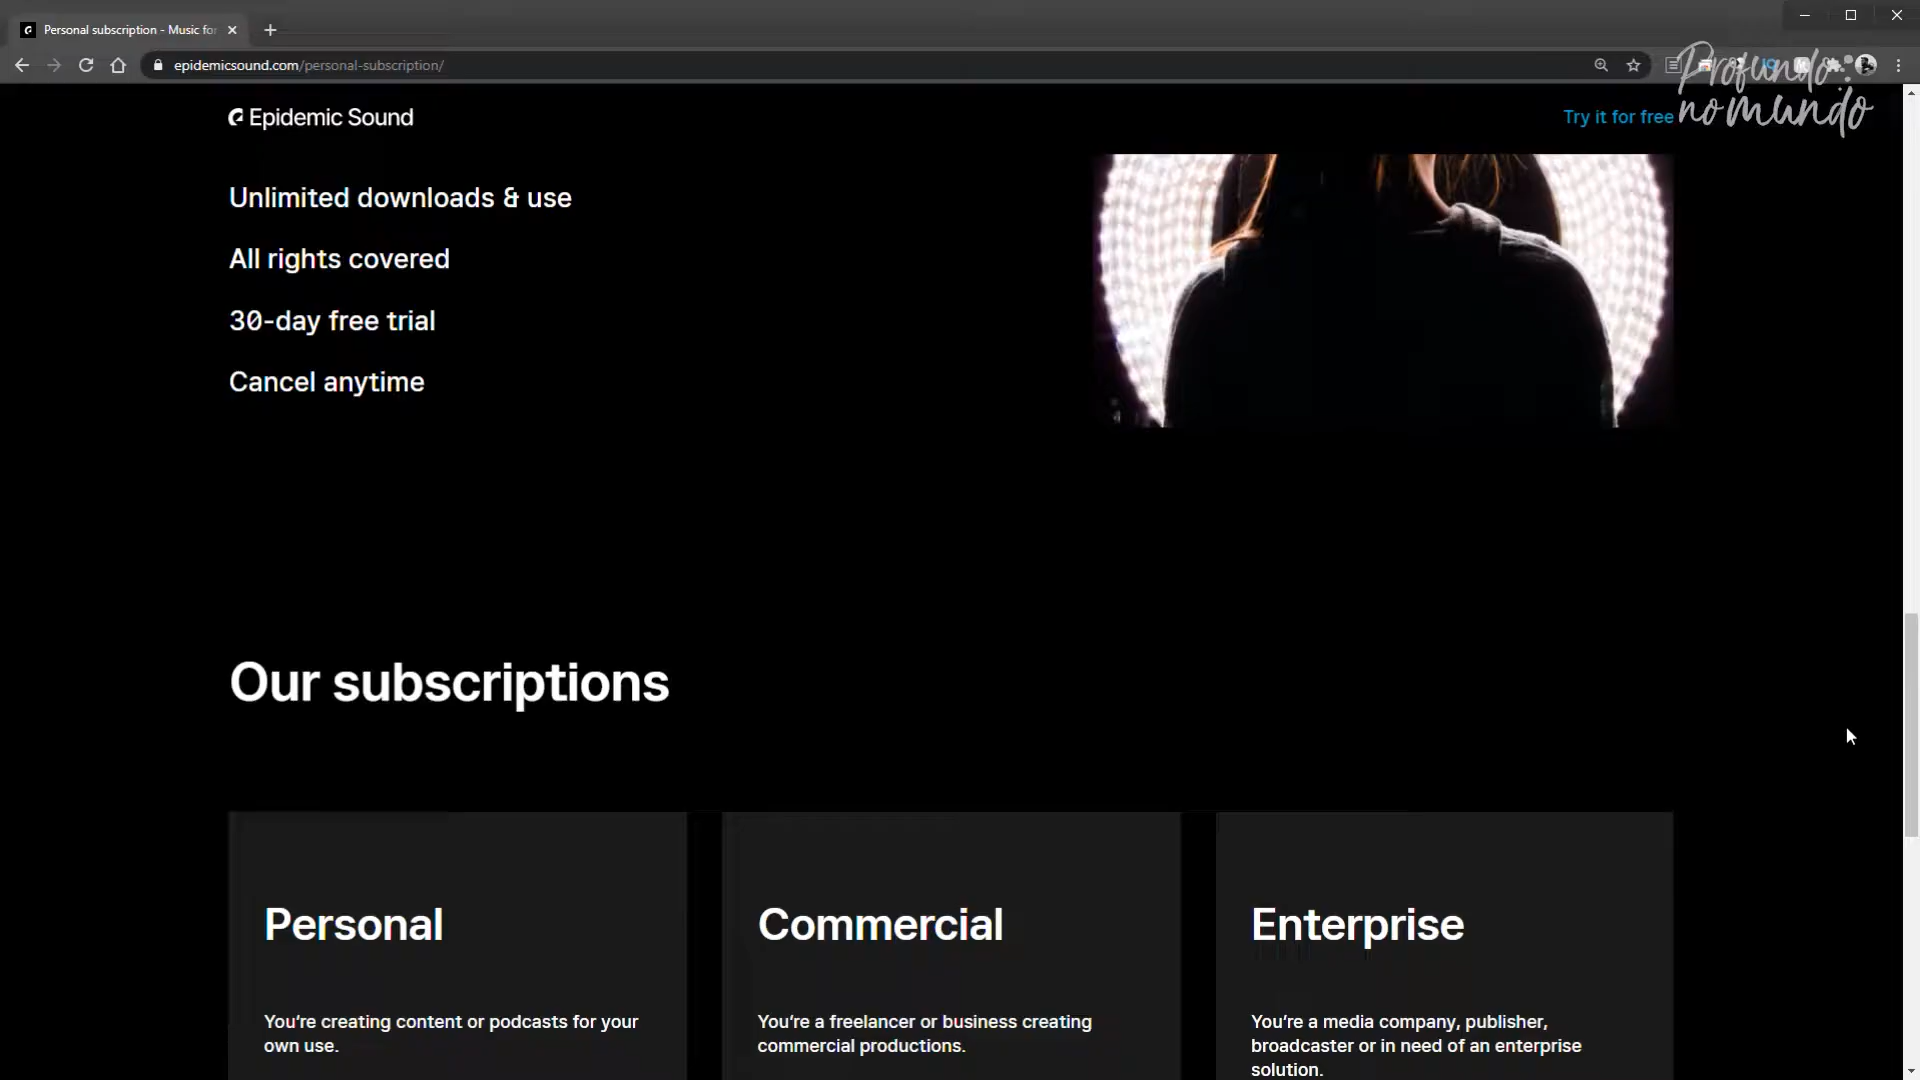 Personal subscription - Music for
epidemicsound.com/personal-subscription/
Profundo
no mundo
Epidemic Sound
Try it for free
Unlimited downloads & use
All rights covered
30-day free trial
Cancel anytime
Our subscriptions
Personal
You're creating content or podcasts for your
own use.
Commercial
You're a freelancer or business creating
commercial productions.
Enterprise
You're a media company, publisher,
broadcaster or in need of an enterprise
solution.